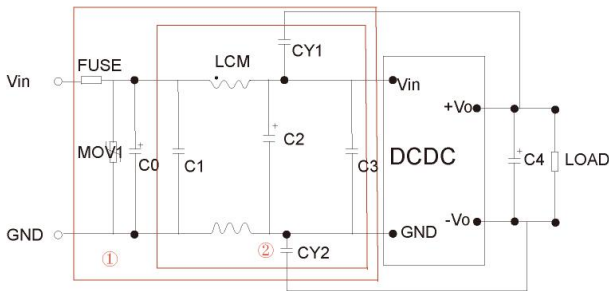 CY1
FUSE
LCM
Vin
Vin
+Vo
MOV1
C0
C1
C2
C3
DCDC
C4
LOAD
GND
GND
-Vo
①
②
CY2